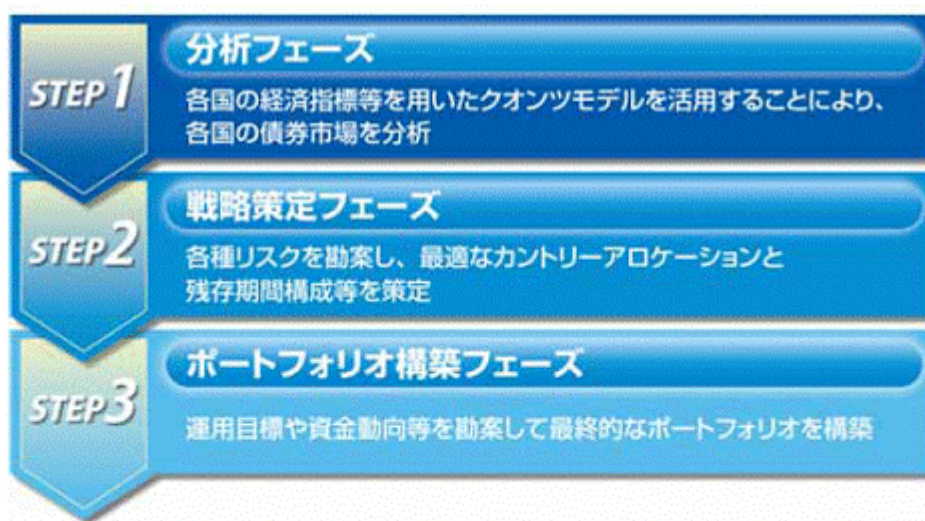 STEP 1
分析フェーズ
各国の経済指標等を用いたクオンツモデルを活用することにより、
各国の債券市場を分析
STEP 2
戦略策定フェーズ
各種リスクを勘案し、最適なカントリーアロケーションと
残存期間構成等を策定
STEP 3
ポートフォリオ構築フェーズ
運用目標や資金動向等を勘案して最終的なポートフォリオを構築